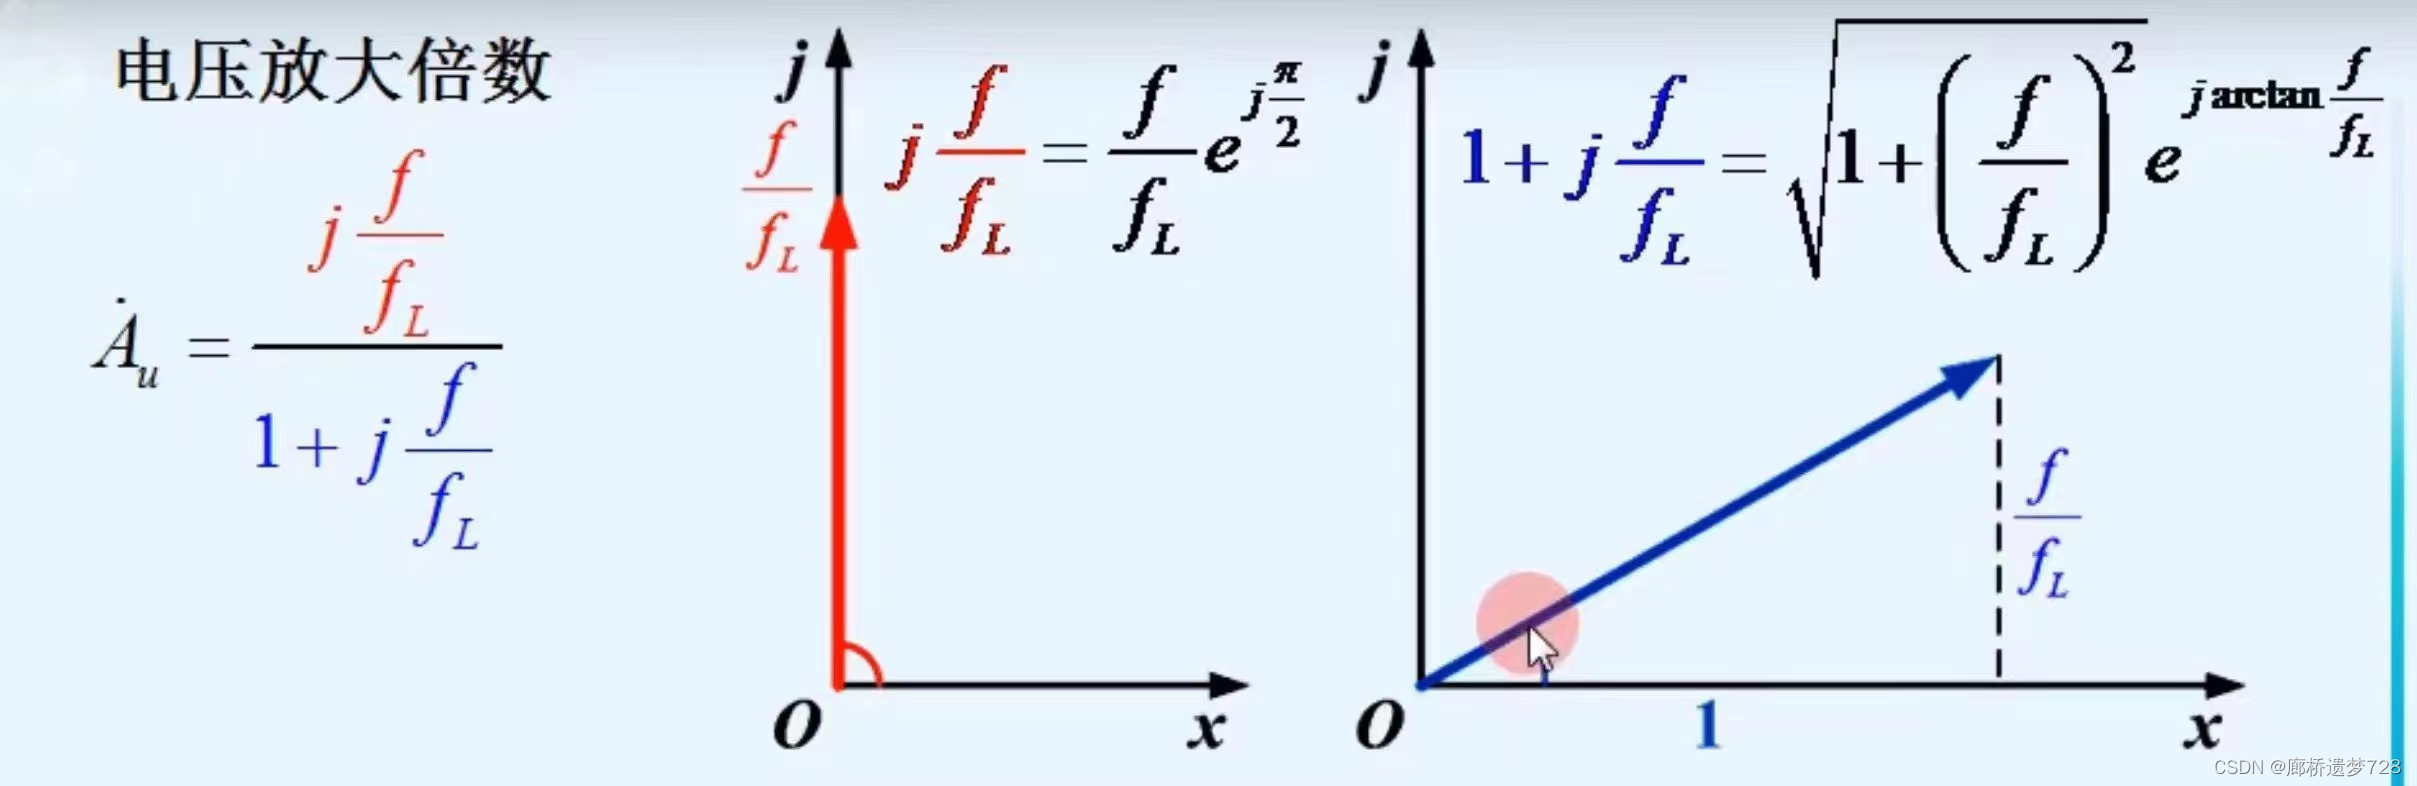 电压放大倍数
$\dot{A}_u = \frac{j\frac{f}{f_L}}{1+j\frac{f}{f_L}}$
j
$\frac{f}{f_L}$
$j\frac{f}{f_L} = \frac{f}{f_L}e^{j\frac{\pi}{2}}$
O
x
j
$1+j\frac{f}{f_L} = \sqrt{1+\left(\frac{f}{f_L}\right)^2}e^{j\arctan\frac{f}{f_L}}$
$\frac{f}{f_L}$
O
1
x
CSDN @廊桥遗梦728